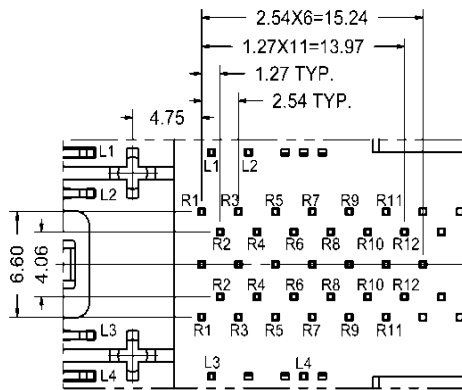 2.54X6=15.24
1.27X11=13.97
1.27 TYP.
4.75
2.54 TYP.
L1
L1 L2
L2
R1 R3 R5 R7 R9 R11
R2 R4 R6 R8 R10 R12
6.60
4.06
R2 R4 R6 R8 R10 R12
R1 R3 R5 R7 R9 R11
L3
L3 L4
L4